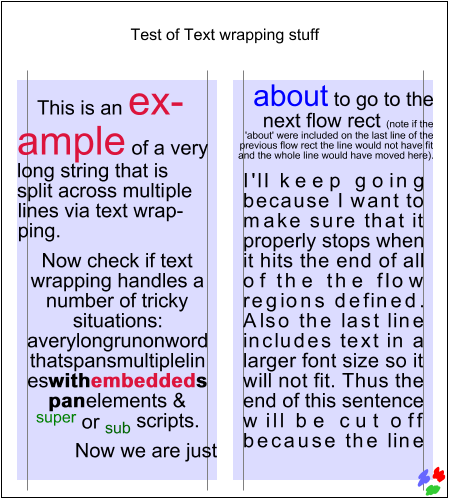 Test of Text wrapping stuff
This is an ex-
ample of a very
long string that is
split across multiple
lines via text wrap-
ping.
Now check if text
wrapping handles a
number of tricky
situations:
averylongrunonword
thatspansmultiplelin
eswithembeddeds
panelements &
super or sub scripts.
Now we are just
about to go to the
next flow rect (note if the
'about' were included on the last line of the
previous flow rect the line would not have fit
and the whole line would have moved here).
I'll keep going
because I want to
make sure that it
properly stops when
it hits the end of all
of the the flow
regions defined.
Also the last line
includes text in a
larger font size so it
will not fit. Thus the
end of this sentence
will be cut off
because the line